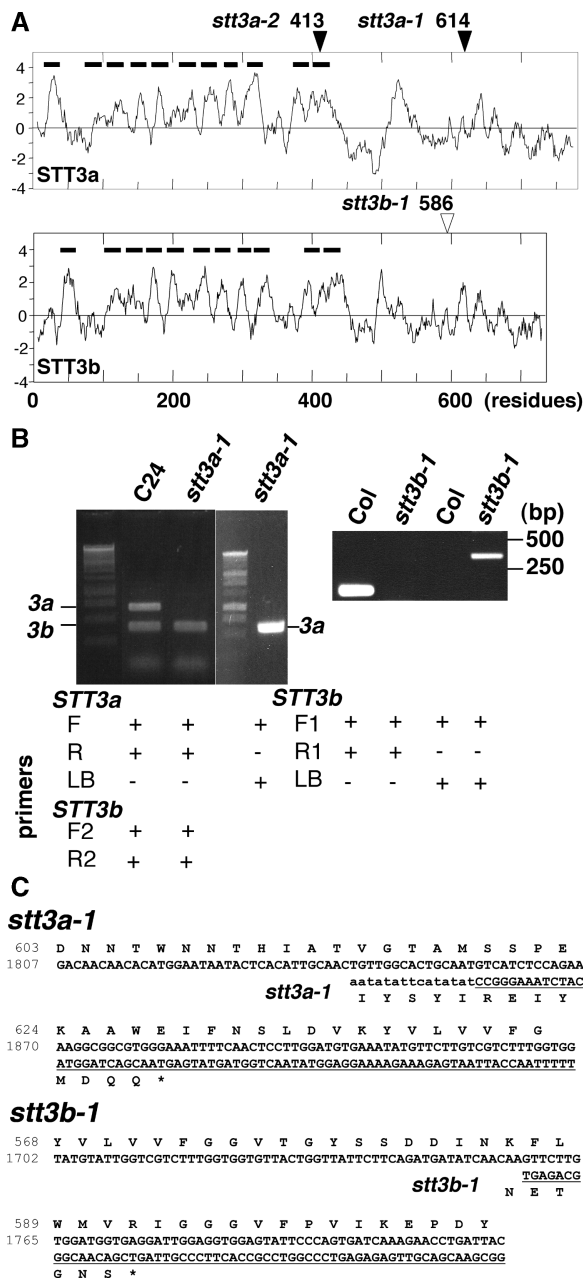 A
stt3a-2 413 stt3a-1 614
4
2
0
-2
-4
STT3a
stt3b-1 586
4
2
0
-2
-4
STT3b
0 200 400 600 (residues)
B
C24 stt3a-1 stt3a-1 Col stt3b-1 Col stt3b-1 (bp)
500
250
3a
3b
3a
primers
STT3a STT3b
F + + + F1 + + + +
R + + - R1 + + - -
LB - - + LB - - + +
STT3b
F2 + +
R2 + +
C
stt3a-1
603 D N N T W N N T H I A T V G T A M S S P E
1807 GACAACAACACATGGAATAATACTCACATTGCAACTGTTGGCACTGCAATGTCATCTCCAGAA
aatatattcatatatCCGGGAAATCTAC
stt3a-1 I Y S Y I R E I Y
624 K A A W E I F N S L D V K Y V L V V F G
1870 AAGGCGGCGTGGGAAATTTTCAACTCCTTGGATGTGAAATATGTTCTTGTCGTCTTTGGTGG
ATGGATCAGCAATGAGTATGATGGTCAATATGGAGGAAAAGAAAGAGTAATTACCAATTTTT
M D Q Q *
stt3b-1
568 Y V L V V F G G V T G Y S S D D I N K F L
1702 TATGTATTGGTCGTCTTTGGTGGTGTTACTGGTTATTCTTCAGATGATATCAACAAGTTCTTG
TGAGACG
stt3b-1 N E T
589 W M V R I G G G V F P V I K E P D Y
1765 TGGATGGTGAGGATTGGAGGTGGAGTATTCCCAGTGATCAAAGAACCTGATTAC
GGCAACAGCTGATTGCCCTTCACCGCCTGGCCCTGAGAGAGTTGCAGCAAGCGG
G N S *